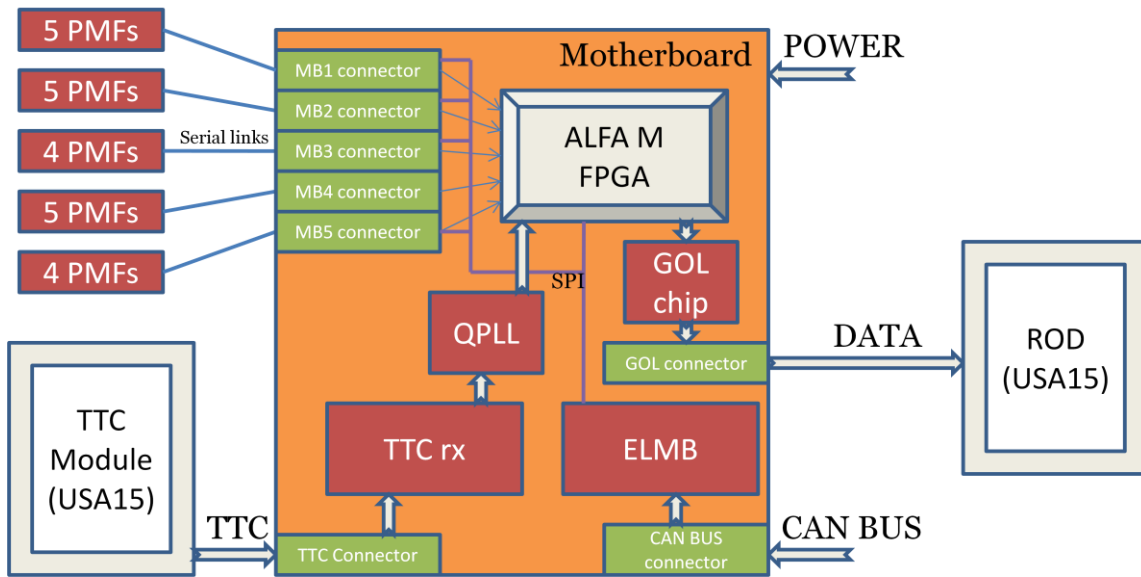 5 PMFs
5 PMFs
4 PMFs
5 PMFs
4 PMFs
Serial links
MB1 connector
MB2 connector
MB3 connector
MB4 connector
MB5 connector
Motherboard
POWER
ALFA M
FPGA
SPI
GOL
chip
QPLL
GOL connector
DATA
ROD
(USA15)
TTC
Module
(USA15)
TTC rx
ELMB
TTC
TTC Connector
CAN BUS
connector
CAN BUS